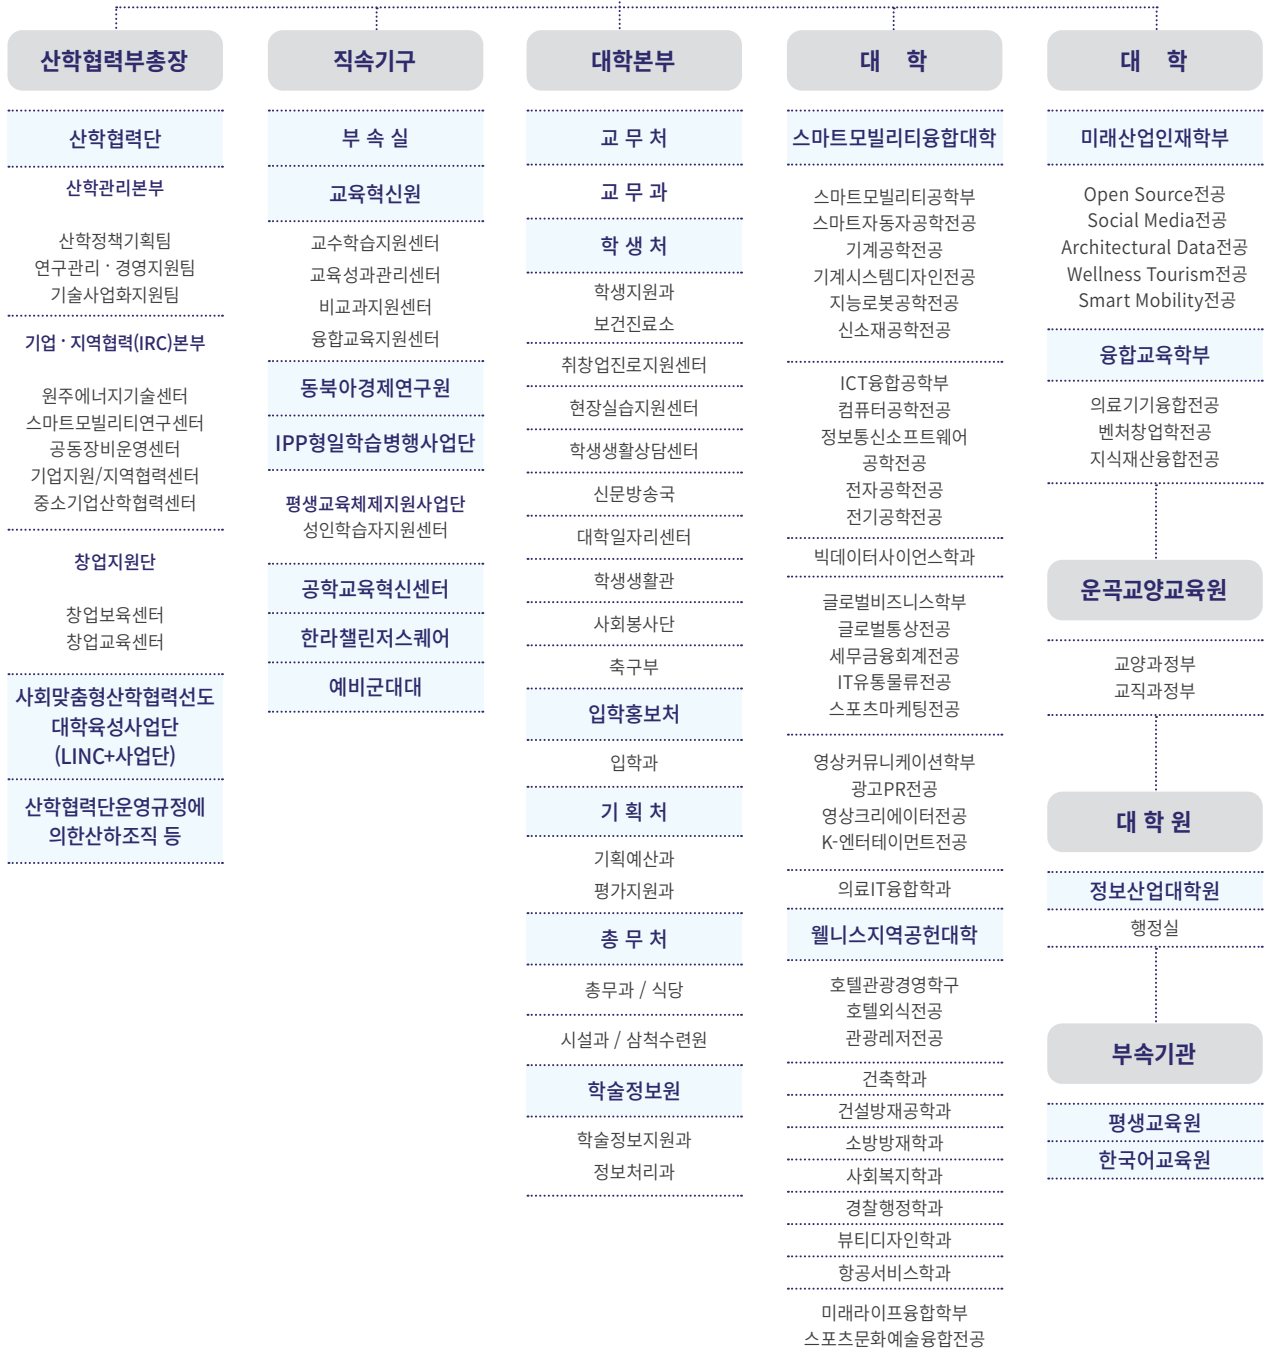 산학협력부총장
산학협력단
산학관리본부
산학정책기획팀
연구관리 · 경영지원팀
기술사업화지원팀
기업 · 지역협력(IRC)본부
원주에너지기술센터
스마트모빌리티연구센터
공동장비운영센터
기업지원/지역협력센터
중소기업산학협력센터
창업지원단
창업보육센터
창업교육센터
사회맞춤형산학협력선도
대학육성사업단
(LINC+사업단)
산학협력단운영규정에
의한산하조직 등
직속기구
부 속 실
교육혁신원
교수학습지원센터
교육성과관리센터
비교과지원센터
융합교육지원센터
동북아경제연구원
IPP형일학습병행사업단
평생교육체제지원사업단
성인학습자지원센터
공학교육혁신센터
한라챌린저스퀘어
예비군대대
대학본부
교 무 처
교 무 과
학 생 처
학생지원과
보건진료소
취창업진로지원센터
현장실습지원센터
학생생활상담센터
신문방송국
대학일자리센터
학생생활관
사회봉사단
축구부
입학홍보처
입학과
기 획 처
기획예산과
평가지원과
총 무 처
총무과 / 식당
시설과 / 삼척수련원
학술정보원
학술정보지원과
정보처리과
대 학
스마트모빌리티융합대학
스마트모빌리티공학부
스마트자동자공학전공
기계공학전공
기계시스템디자인전공
지능로봇공학전공
신소재공학전공
ICT융합공학부
컴퓨터공학전공
정보통신소프트웨어
공학전공
전자공학전공
전기공학전공
빅데이터사이언스학과
글로벌비즈니스학부
글로벌통상전공
세무금융회계전공
IT유통물류전공
스포츠마케팅전공
영상커뮤니케이션학부
광고PR전공
영상크리에이터전공
K-엔터테이먼트전공
의료IT융합학과
웰니스지역공헌대학
호텔관광경영학구
호텔외식전공
관광레저전공
건축학과
건설방재공학과
소방방재학과
사회복지학과
경찰행정학과
뷰티디자인학과
항공서비스학과
미래라이프융합학부
스포츠문화예술융합전공
대 학
미래산업인재학부
Open Source전공
Social Media전공
Architectural Data전공
Wellness Tourism전공
Smart Mobility전공
융합교육학부
의료기기융합전공
벤처창업학전공
지식재산융합전공
운곡교양교육원
교양과정부
교직과정부
대 학 원
정보산업대학원
행정실
부속기관
평생교육원
한국어교육원